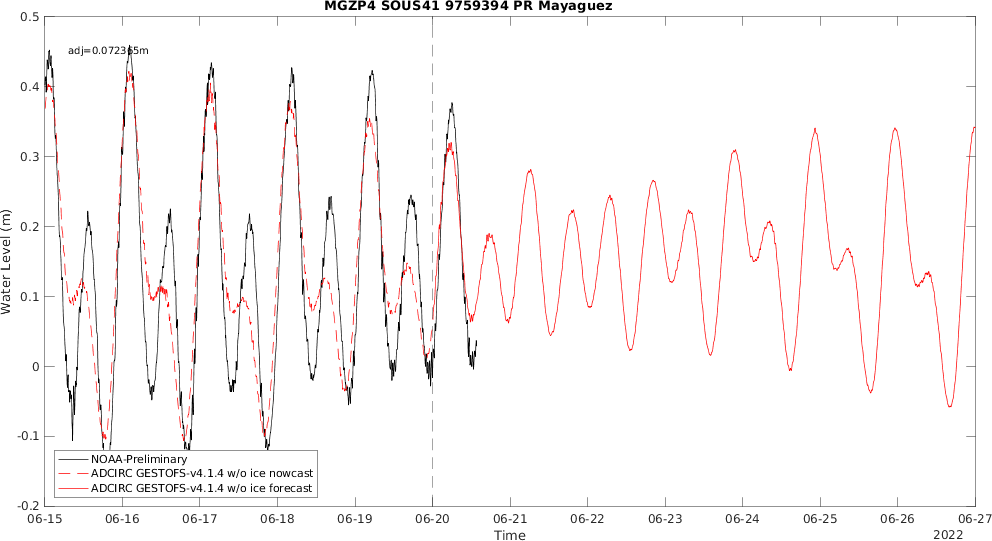 MGZP4 SOUS41 9759394 PR Mayaguez
adj=0.072365m
Water Level (m)
0.5
0.4
0.3
0.2
0.1
0
-0.1
-0.2
NOAA-Preliminary
ADCIRC GESTOFS-v4.1.4 w/o ice nowcast
ADCIRC GESTOFS-v4.1.4 w/o ice forecast
06-15 06-16 06-17 06-18 06-19 06-20 06-21 06-22 06-23 06-24 06-25 06-26 06-27
Time
2022